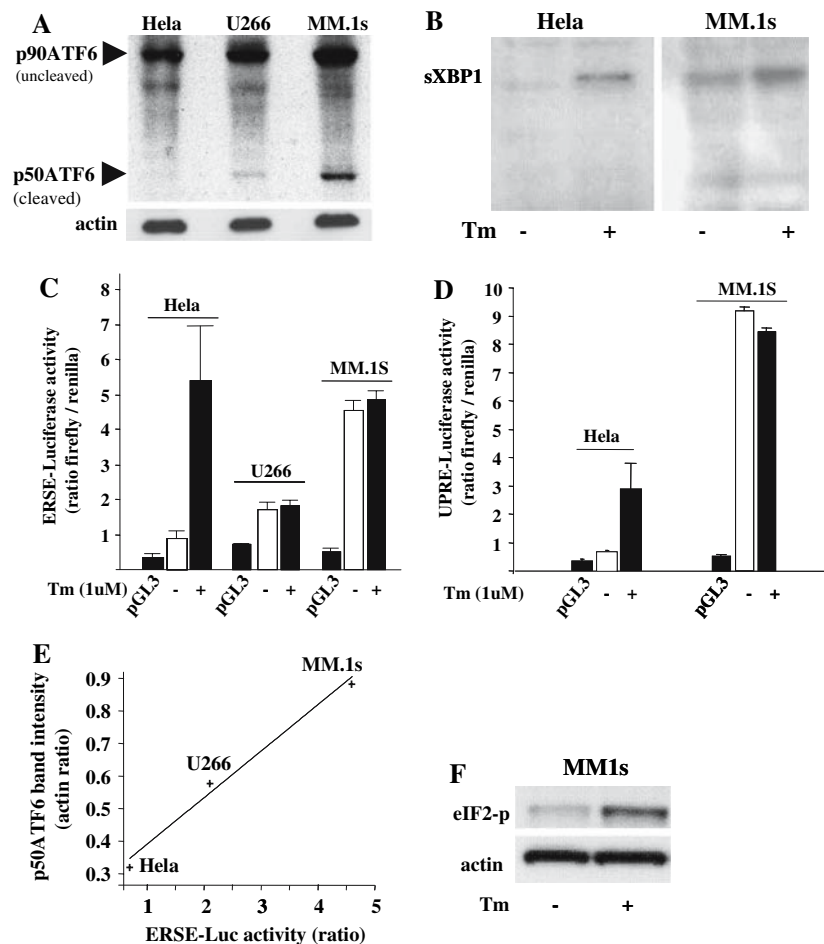 A
Hela U266 MM.1s
p90ATF6
(uncleaved)
p50ATF6
(cleaved)
actin
B
Hela MM.1s
sXBP1
Tm - + - +
C
ERSE-Luciferase activity
(ratio firefly / renilla)
8
7
6
5
4
3
2
1
Hela
U266
MM.1S
Tm (1uM) pGL3 - + pGL3 - + pGL3 - +
D
UPRE-Luciferase activity
(ratio firefly / renilla)
10
9
8
7
6
5
4
3
2
1
Hela
MM.1S
Tm (1uM) pGL3 - + pGL3 - +
E
p50ATF6 band intensity
(actin ratio)
0.9
0.8
0.7
0.6
0.5
0.4
0.3
MM.1s
U266
Hela
1 2 3 4 5
ERSE-Luc activity (ratio)
F
MM1s
eIF2-p
actin
Tm - +